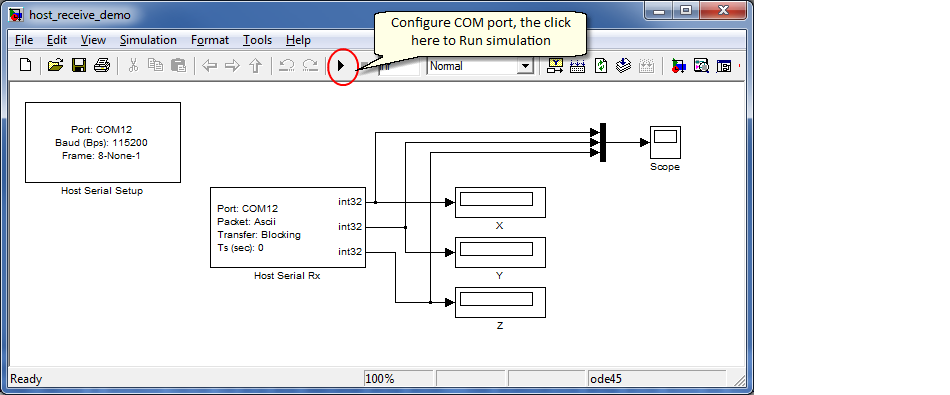 host_receive_demo
Configure COM port, the click
here to Run simulation
File Edit View Simulation Format Tools Help
Normal
Port: COM12
Baud (Bps): 115200
Frame: 8-None-1
Host Serial Setup
Scope
Port: COM12
Packet: Ascii
Transfer: Blocking
Ts (sec): 0
int32
int32
int32
Host Serial Rx
X
Y
Z
Ready 100% ode45